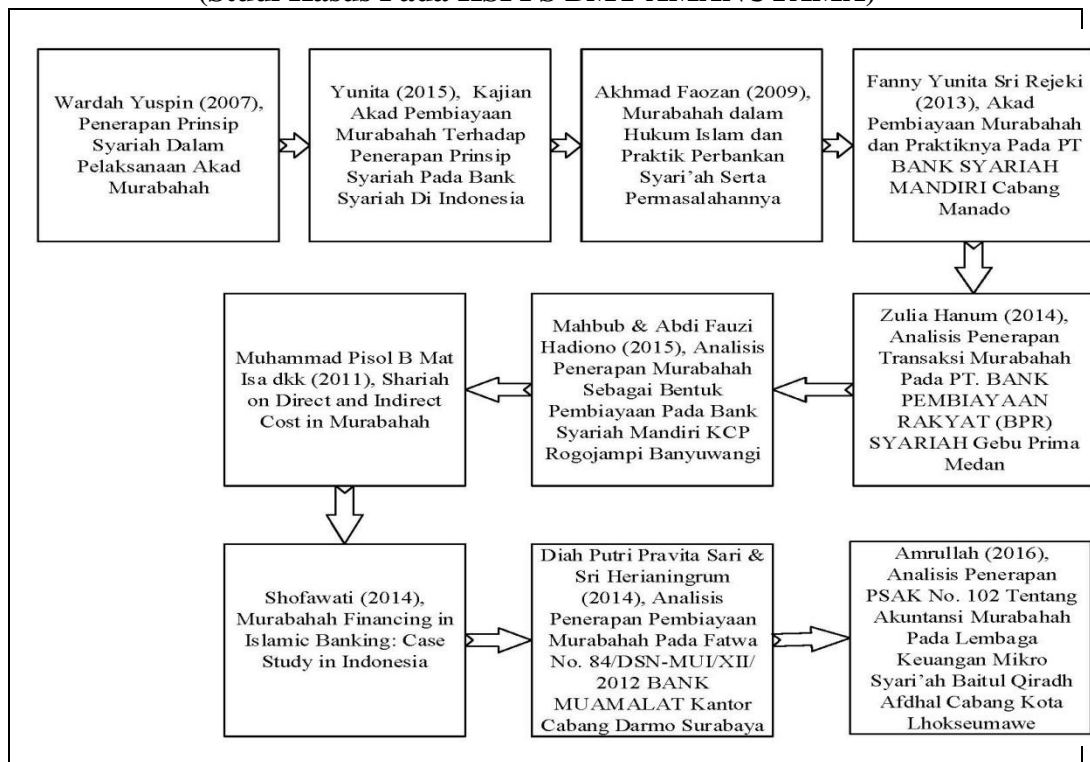 (Studi Kasus Pada KSPPS BMT
Wardah Yuspin (2007),
Penerapan Prinsip
Syariah Dalam
Pelaksanaan Akad
Murabahah
Yunita (2015), Kajian
Akad Pembiayaan
Murabahah Terhadap
Penerapan Prinsip
Syariah Pada Bank
Syariah Di Indonesia
Akhmad Faozan (2009),
Murabahah dalam
Hukum Islam dan
Praktik Perbankan
Syari’ah Serta
Permasalahannya
Fanny Yunita Sri Rejeki
(2013), Akad
Pembiayaan Murabahah
dan Praktiknya Pada PT
BANK SYARIAH
MANDIRI Cabang
Manado
Zulia Hanum (2014),
Analisis Penerapan
Transaksi Murabahah
Pada PT. BANK
PEMBIAYAAN
RAKYAT (BPR)
SYARIAH Gebu Prima
Medan
Mahbub & Abdi Fauzi
Hadiono (2015), Analisis
Penerapan Murabahah
Sebagai Bentuk
Pembiayaan Pada Bank
Syariah Mandiri KCP
Rogojampi Banyuwangi
Muhammad Pisol B Mat
Isa dkk (2011), Shariah
on Direct and Indirect
Cost in Murabahah
Shofawati (2014),
Murabahah Financing in
Islamic Banking: Case
Study in Indonesia
Diah Putri Pravita Sari &
Sri Herianingrum
(2014), Analisis
Penerapan Pembiayaan
Murabahah Pada Fatwa
No. 84/DSN-MUI/XII/
2012 BANK
MUAMALAT Kantor
Cabang Darmo Surabaya
Amrullah (2016),
Analisis Penerapan
PSAK No. 102 Tentang
Akuntansi Murabahah
Pada Lembaga
Keuangan Mikro
Syari’ah Baitul Qiradh
Afdhal Cabang Kota
Lhokseumawe